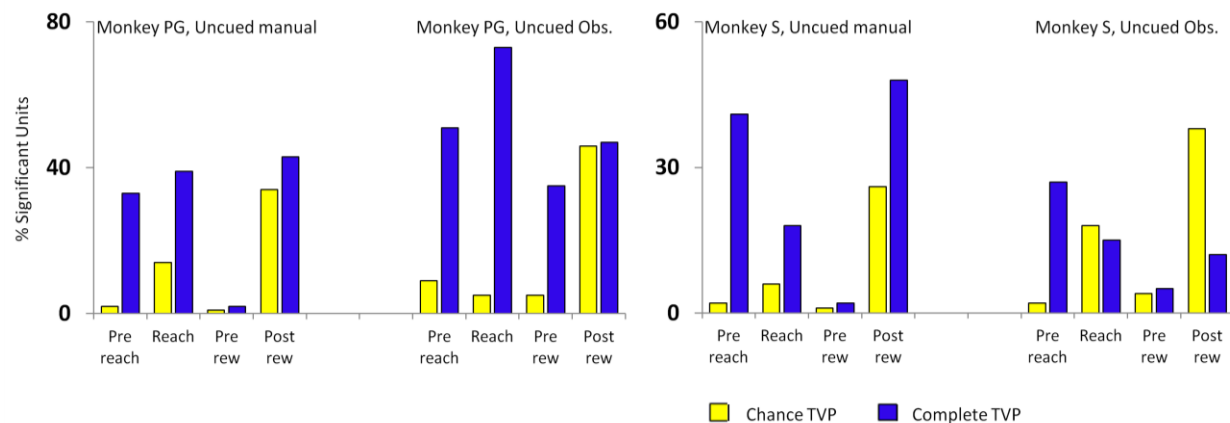 80
Monkey PG, Uncued manual
Monkey PG, Uncued Obs.
60
Monkey S, Uncued manual
Monkey S, Uncued Obs.
% Significant Units
40
30
0
0
Pre Reach Pre Post
reach rew rew
Pre Reach Pre Post
reach rew rew
Pre Reach Pre Post
reach rew rew
Pre Reach Pre Post
reach rew rew
Chance TVP
Complete TVP